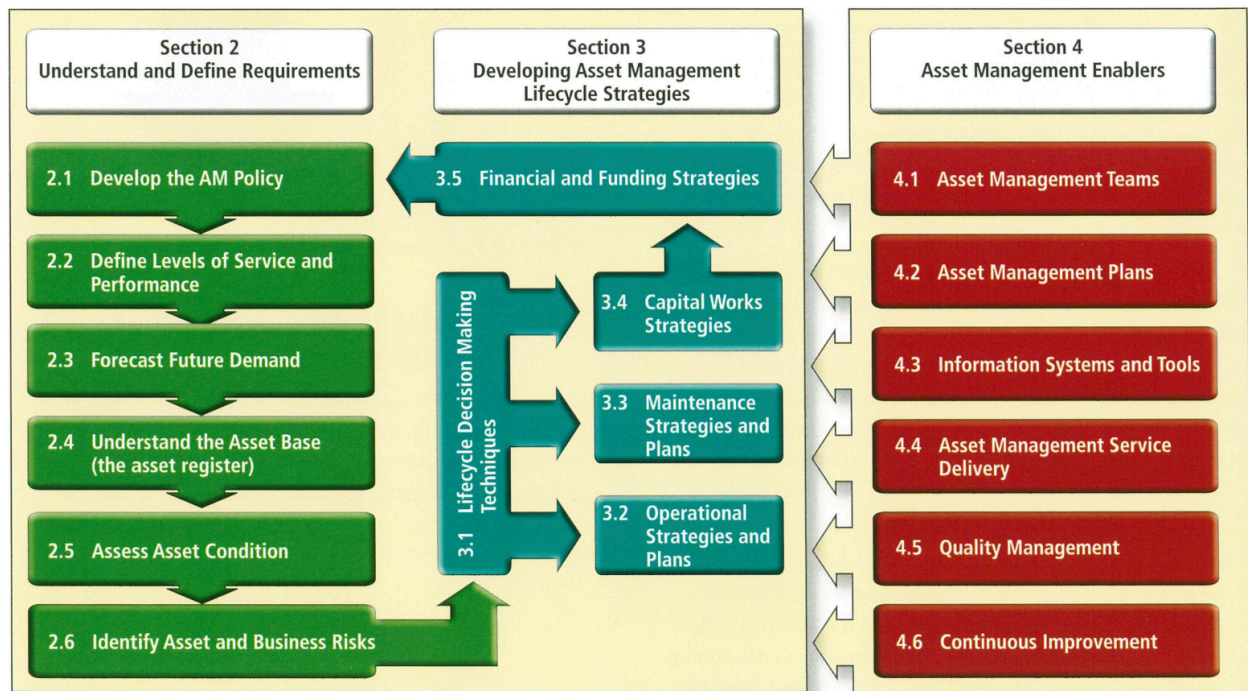 Section 2
Understand and Define Requirements
Section 3
Developing Asset Management
Lifecycle Strategies
Section 4
Asset Management Enablers
2.1 Develop the AM Policy
2.2 Define Levels of Service and
Performance
2.3 Forecast Future Demand
2.4 Understand the Asset Base
(the asset register)
2.5 Assess Asset Condition
2.6 Identify Asset and Business Risks
3.5 Financial and Funding Strategies
3.1 Lifecycle Decision Making
Techniques
3.4 Capital Works
Strategies
3.3 Maintenance
Strategies and
Plans
3.2 Operational
Strategies and
Plans
4.1 Asset Management Teams
4.2 Asset Management Plans
4.3 Information Systems and Tools
4.4 Asset Management Service
Delivery
4.5 Quality Management
4.6 Continuous Improvement